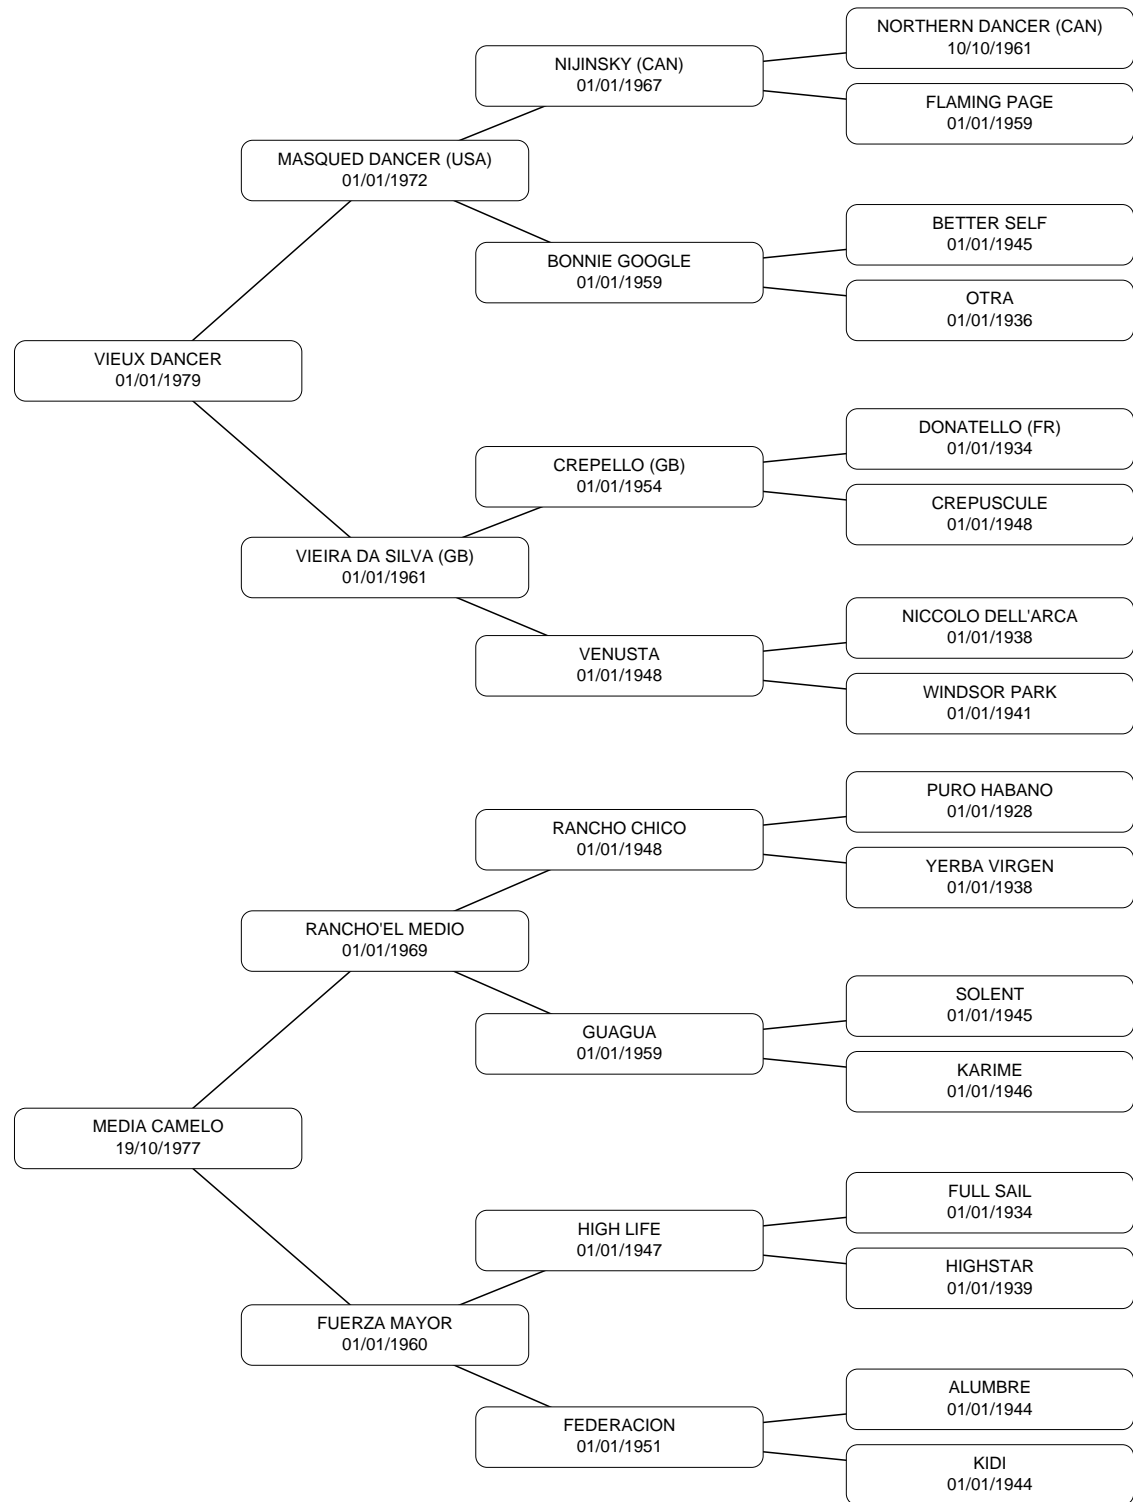 NORTHERN DANCER (CAN)
10/10/1961
NIJINSKY (CAN)
01/01/1967
FLAMING PAGE
01/01/1959
MASQUED DANCER (USA)
01/01/1972
BETTER SELF
01/01/1945
BONNIE GOOGLE
01/01/1959
OTRA
01/01/1936
VIEUX DANCER
01/01/1979
DONATELLO (FR)
01/01/1934
CREPELLO (GB)
01/01/1954
CREPUSCULE
01/01/1948
VIEIRA DA SILVA (GB)
01/01/1961
NICCOLO DELL'ARCA
01/01/1938
VENUSTA
01/01/1948
WINDSOR PARK
01/01/1941
PURO HABANO
01/01/1928
RANCHO CHICO
01/01/1948
YERBA VIRGEN
01/01/1938
RANCHO'EL MEDIO
01/01/1969
SOLENT
01/01/1945
GUAGUA
01/01/1959
KARIME
01/01/1946
MEDIA CAMELO
19/10/1977
FULL SAIL
01/01/1934
HIGH LIFE
01/01/1947
HIGHSTAR
01/01/1939
FUERZA MAYOR
01/01/1960
ALUMBRE
01/01/1944
FEDERACION
01/01/1951
KIDI
01/01/1944